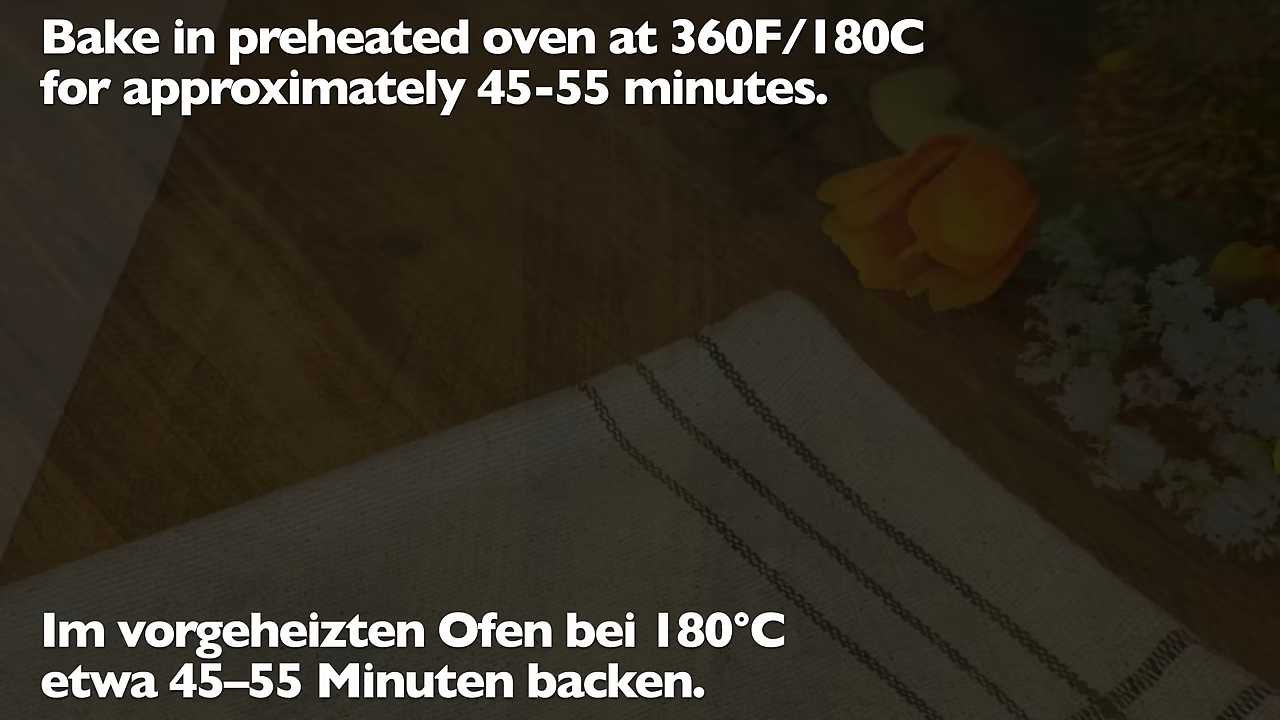 Bake in preheated oven at 360F/180C
for approximately 45-55 minutes.
Im vorgeheizten Ofen bei 180°C
etwa 45–55 Minuten backen.